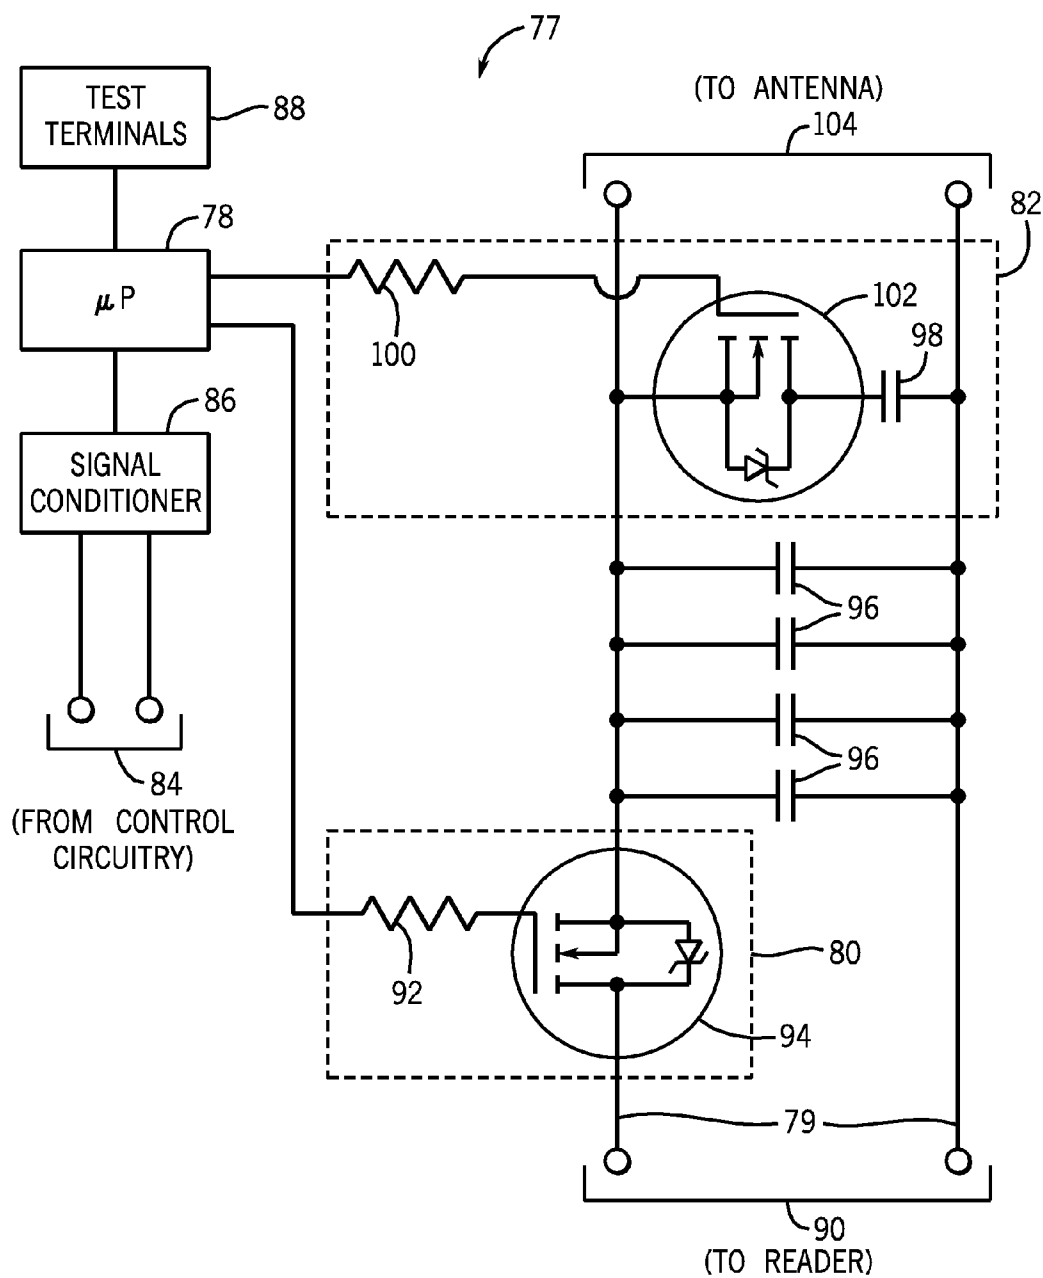 77
TEST
TERMINALS
88
(TO ANTENNA)
104
78
82
μP
100
102
98
86
SIGNAL
CONDITIONER
96
96
84
(FROM CONTROL
CIRCUITRY)
92
80
94
79
90
(TO READER)